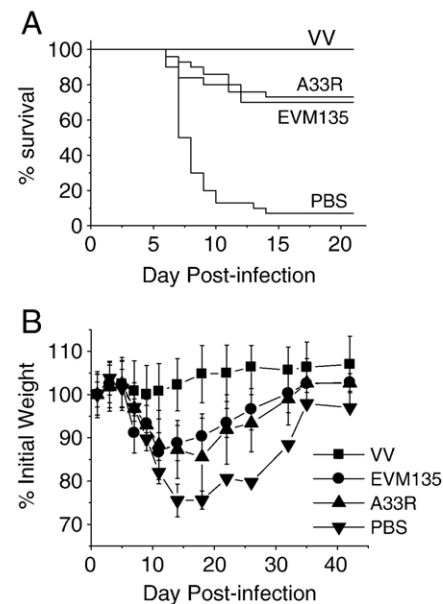 A
100
80
60
40
20
0
% survival
VV
A33R
EVM135
PBS
0 5 10 15 20
Day Post-infection
B
110
100
90
80
70
% Initial Weight
VV
EVM135
A33R
PBS
0 10 20 30 40 50
Day Post-infection